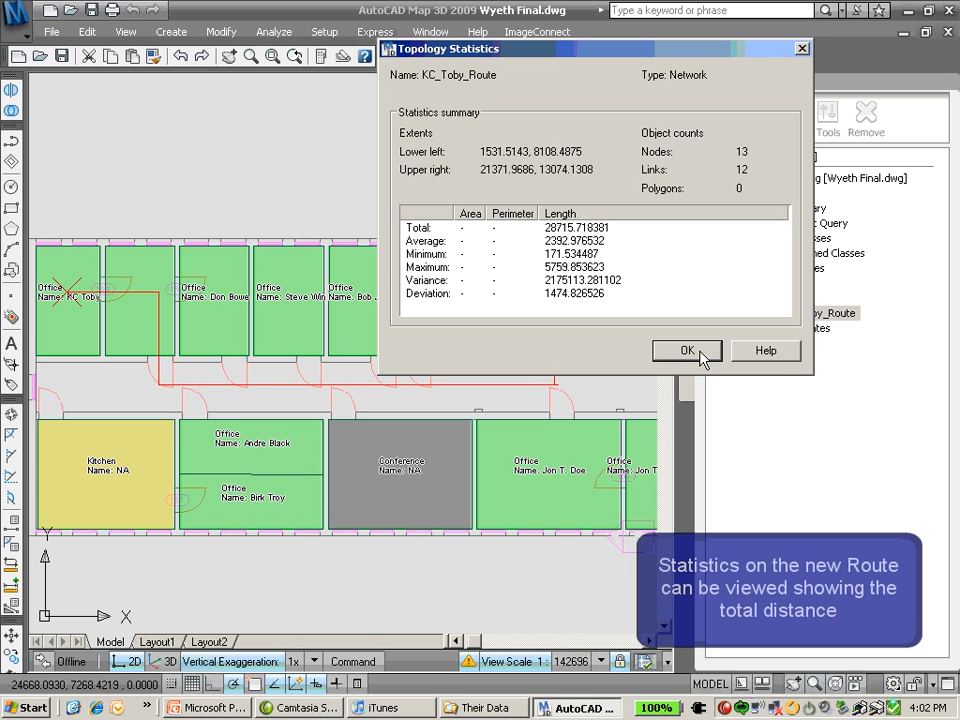 AutoCAD Map 3D 2009 Wyeth Final.dwg
Type a keyword or phrase
File Edit View Create Modify Analyze Setup Express Window Help ImageConnect
Topology Statistics
Name: KC_Toby_Route
Type: Network
Statistics summary
Extents
Object counts
Lower left: 1531.5143, 8108.4875
Nodes: 13
Upper right: 21371.9686, 13074.1308
Links: 12
Polygons: 0
Area Perimeter Length
Total: - - 28715.718381
Average: - - 2392.976532
Minimum: - - 171.534487
Maximum: - - 5759.853623
Variance: - - 2175113.281102
Deviation: - - 1474.826526
OK
Help
Tools Remove
g [Wyeth Final.dwg]
ary
t Query
sses
ned Classes
es
by_Route
ates
Office
Name: KC Toby
Office
Name: Don Bowe
Office
Name: Steve Win
Office
Name: Bob
Kitchen
Name: NA
Office
Name: Andre Black
Office
Name: Birk Troy
Conference
Name: NA
Office
Name: Jon T. Doe
Office
Name: Jon T
Y
X
Statistics on the new Route
can be viewed showing the
total distance
Model Layout1 Layout2
Offline 2D 3D Vertical Exaggeration: 1x Command View Scale 1: 142696
24668.0930, 7268.4219, 0.0000
MODEL
Start
Microsoft P...
Camtasia S...
iTunes
Their Data
AutoCAD ...
100%
4:02 PM